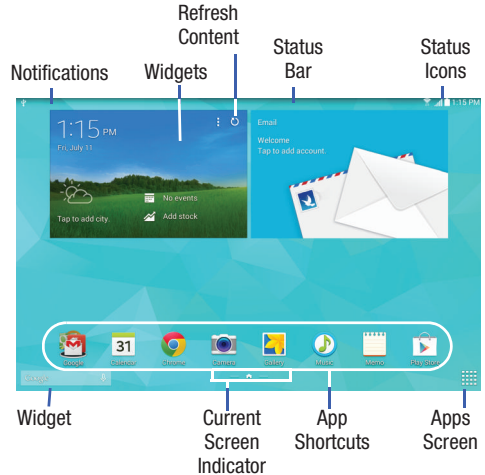 Refresh
Content
Status
Bar
Status
Icons
Notifications
Widgets
1:15 PM
1:15 PM
Fri, July 11
Email
Welcome
Tap to add account.
No events
Tap to add city.
Add stock
31
Google
Calendar
Chrome
Camera
Gallery
Music
Memo
Play Store
Google
Widget
Current
Screen
Indicator
App
Shortcuts
Apps
Screen